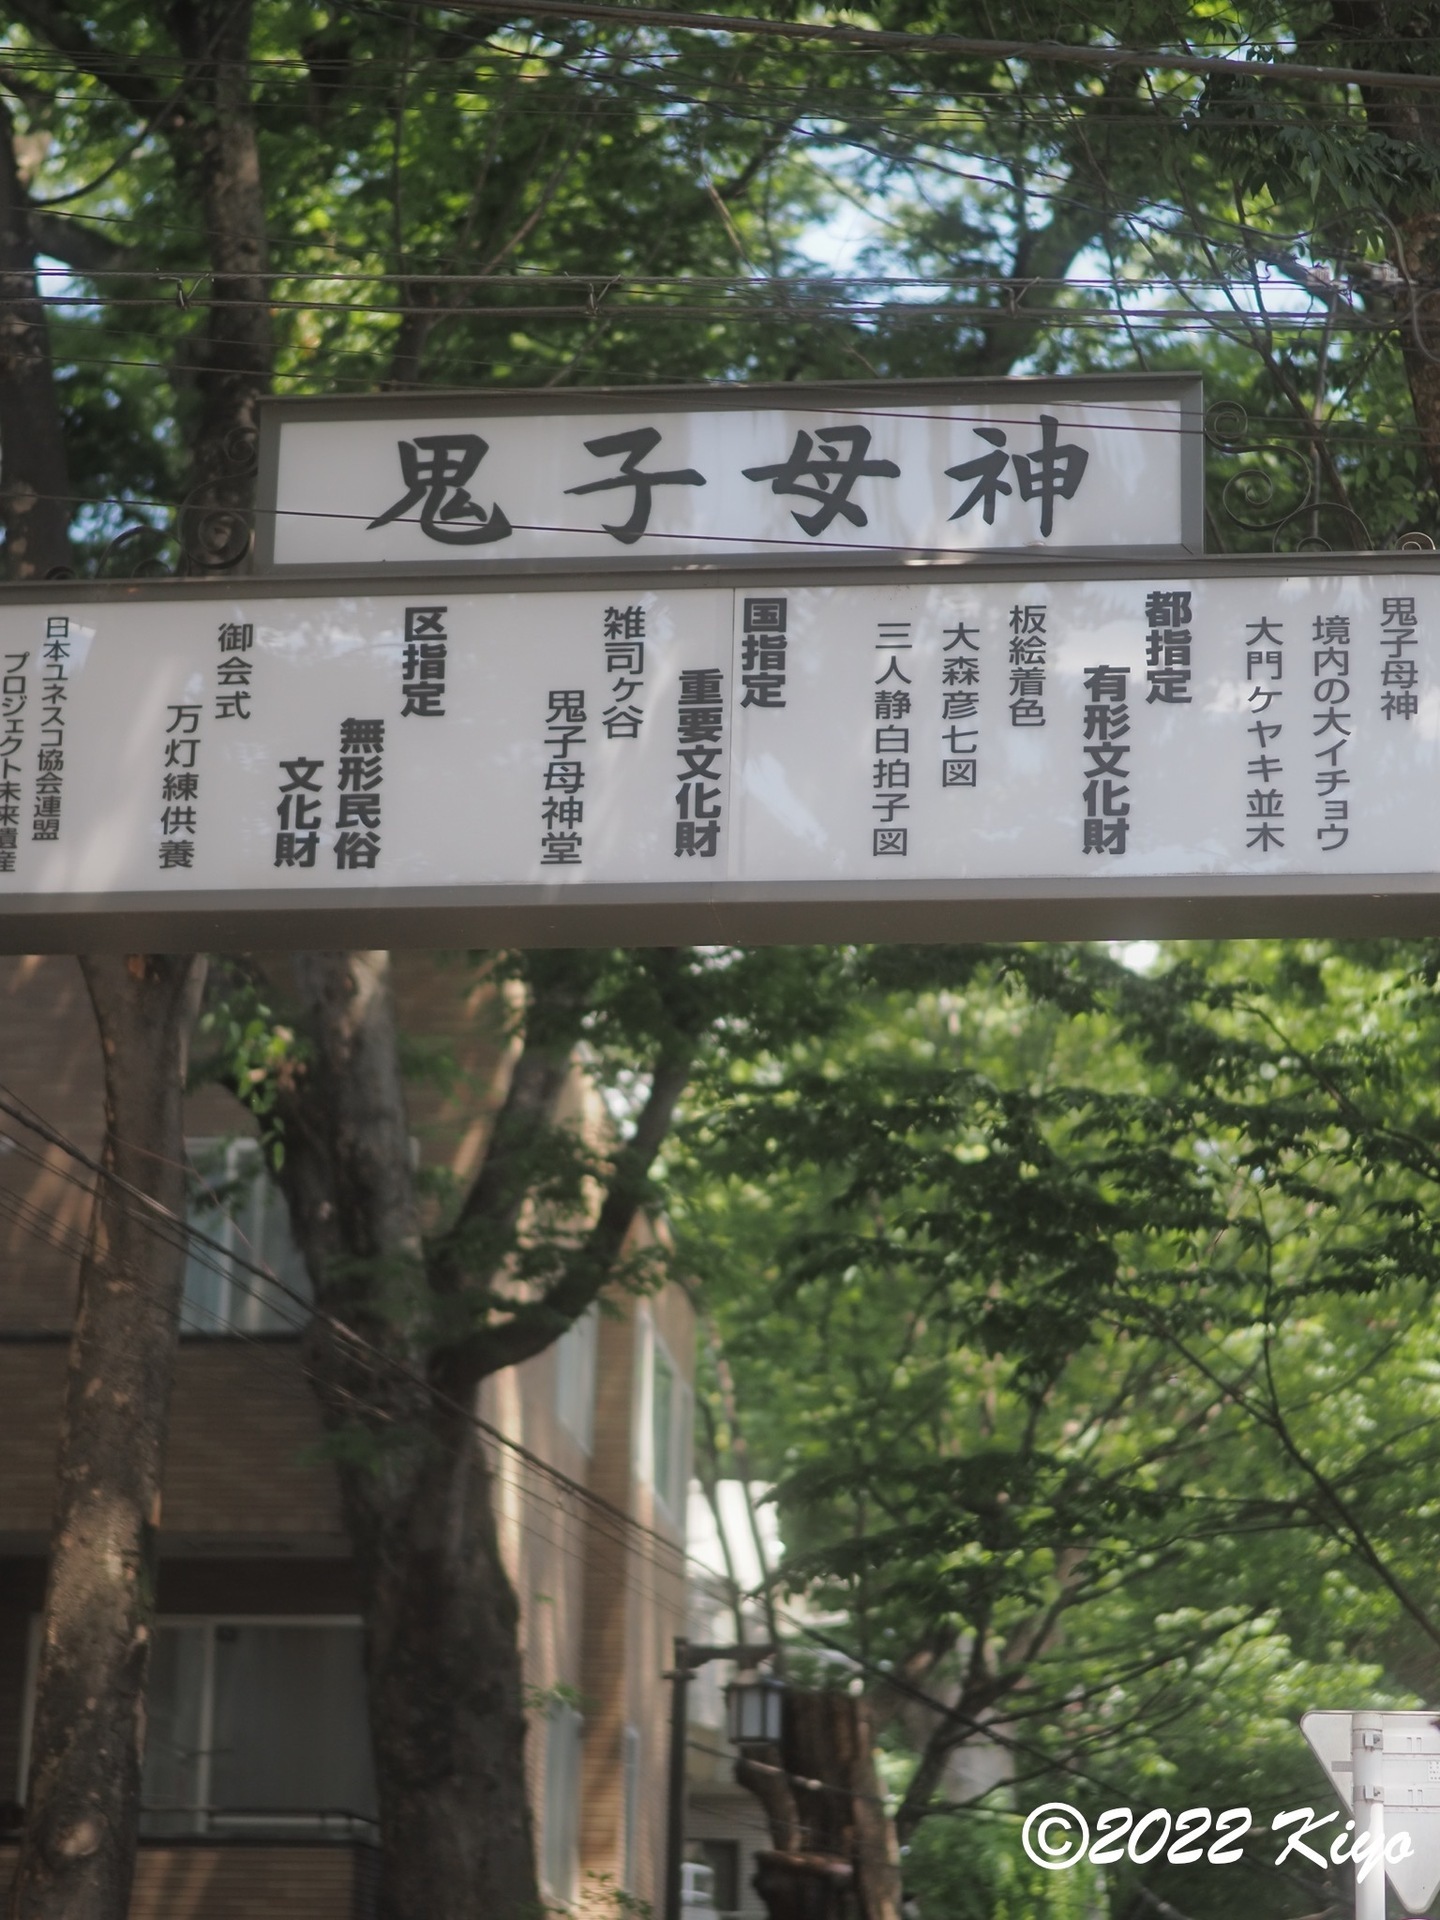 鬼子母神
鬼子母神
境内の大イチョウ
大門ケヤキ並木
都指定
有形文化財
板絵着色
大森彦七図
三人静白拍子図
国指定
重要文化財
雑司ヶ谷
鬼子母神堂
区指定
無形民俗
文化財
御会式
万灯練供養
日本ユネスコ協会連盟
プロジェクト未来遺産
©2022 Kiyo